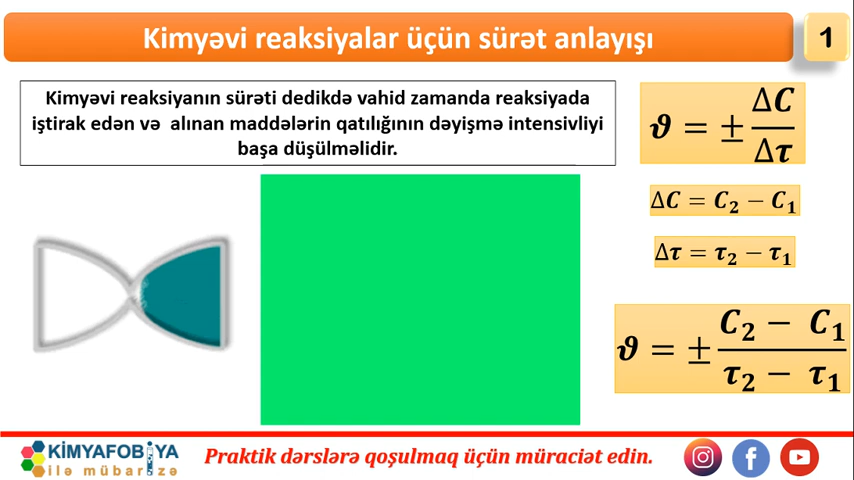 Kimyəvi reaksiyalar üçün sürət anlayışı
1
Kimyəvi reaksiyanın sürəti dedikdə vahid zamanda reaksiyada
iştirak edən və alınan maddələrin qatılığının dəyişmə intensivliyi
başa düşülməlidir.
ϑ = ± ΔC / Δτ
ΔC = C₂ − C₁
Δτ = τ₂ − τ₁
ϑ = ± (C₂ − C₁) / (τ₂ − τ₁)
KİMYAFOBİYA
ilə mübarizə
Praktik dərslərə qoşulmaq üçün müraciət edin.